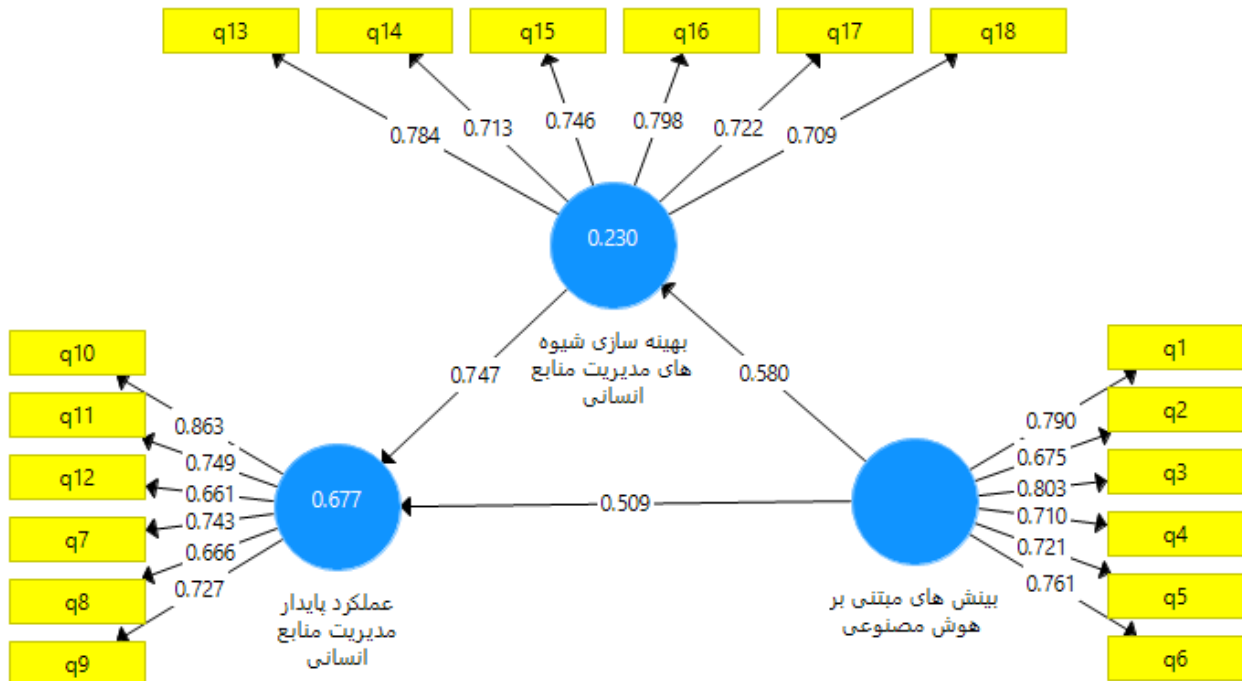 q13 q14 q15 q16 q17 q18
0.784 0.713 0.746 0.798 0.722 0.709
0.230
بهینه سازی شیوه
های مدیریت منابع
انسانی
0.747
0.580
q10
q11
q12
q7
q8
q9
0.863
0.749
0.661
0.743
0.666
0.727
0.677
عملکرد پایدار
مدیریت منابع
انسانی
0.509
بینش های مبتنی بر
هوش مصنوعی
0.790
0.675
0.803
0.710
0.721
0.761
q1
q2
q3
q4
q5
q6